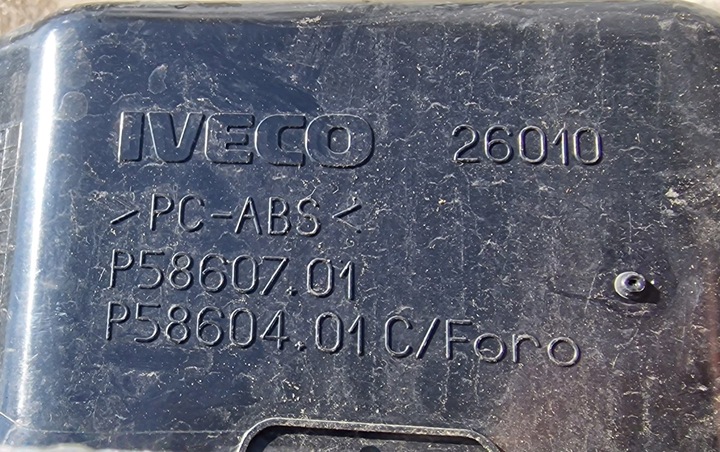 IVECO 26010
>PC-ABS<
P58607.01
P58604.01 C/Foro